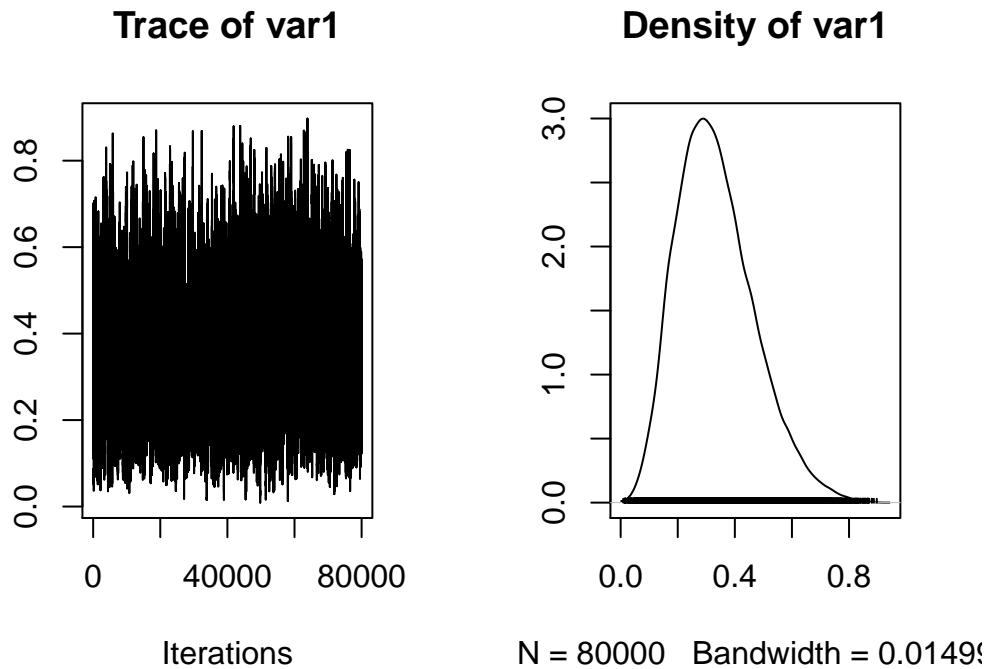 Trace of var1
0.8
0.6
0.4
0.2
0.0
0 40000 80000
Iterations
Density of var1
3.0
2.0
1.0
0.0
0.0 0.4 0.8
N = 80000 Bandwidth = 0.01499